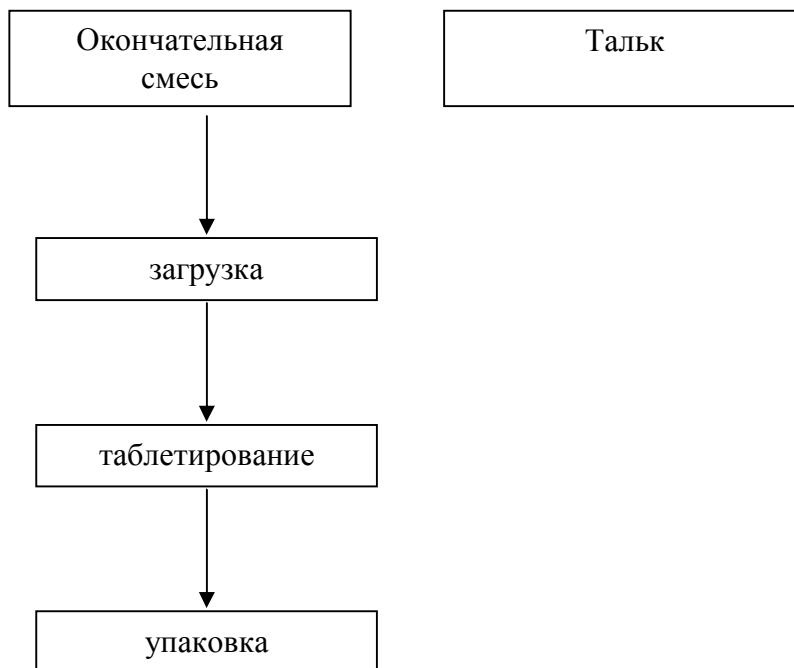 Окончательная
смесь
Тальк
загрузка
таблетирование
упаковка